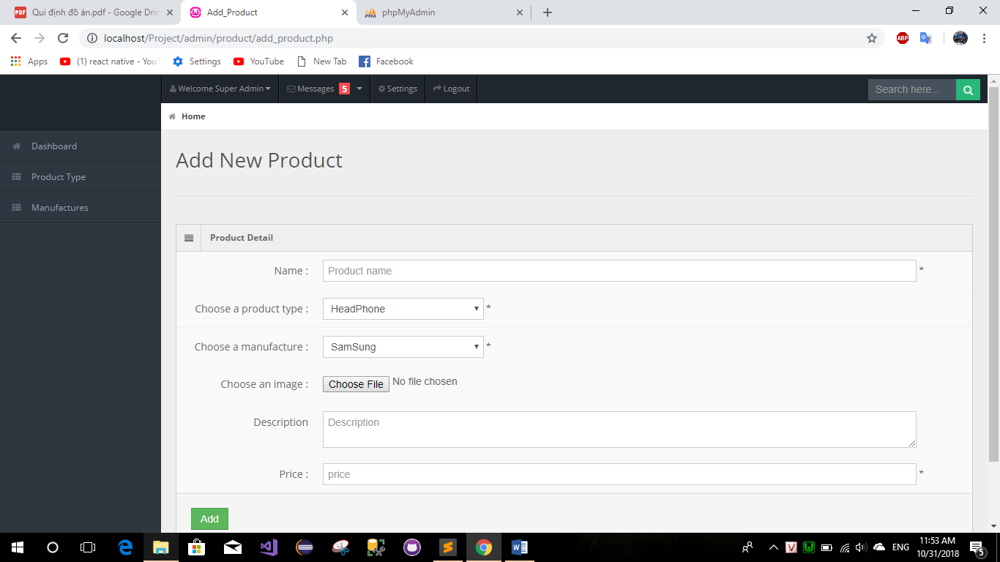 Qui định đồ án.pdf - Google Driv
Add_Product
phpMyAdmin
localhost/Project/admin/product/add_product.php
ABP
Apps
(1) react native - YouT
Settings
YouTube
New Tab
Facebook
Welcome Super Admin
Messages 5
Settings
Logout
Search here...
Home
Dashboard
Product Type
Manufactures
Add New Product
Product Detail
Name :
Product name
*
Choose a product type :
HeadPhone
*
Choose a manufacture :
SamSung
*
Choose an image :
Choose File No file chosen
Description
Description
Price :
price
*
Add
ENG
11:53 AM
10/31/2018
5